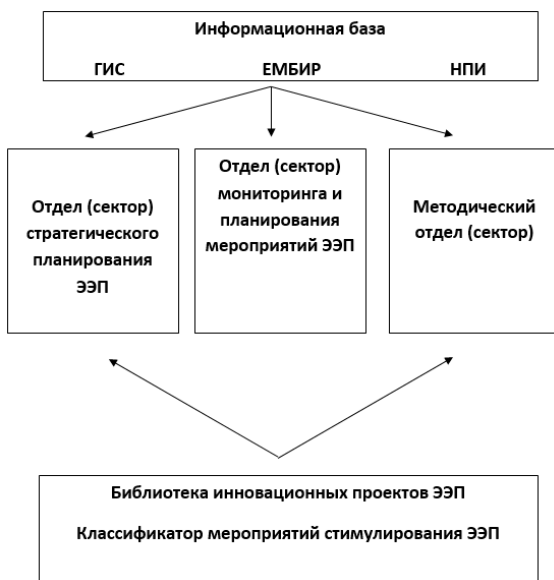 Информационная база
ГИС ЕМБИР НПИ
Отдел (сектор)
стратегического
планирования
ЭЭП
Отдел (сектор)
мониторинга и
планирования
мероприятий ЭЭП
Методический
отдел (сектор)
Библиотека инновационных проектов ЭЭП
Классификатор мероприятий стимулирования ЭЭП